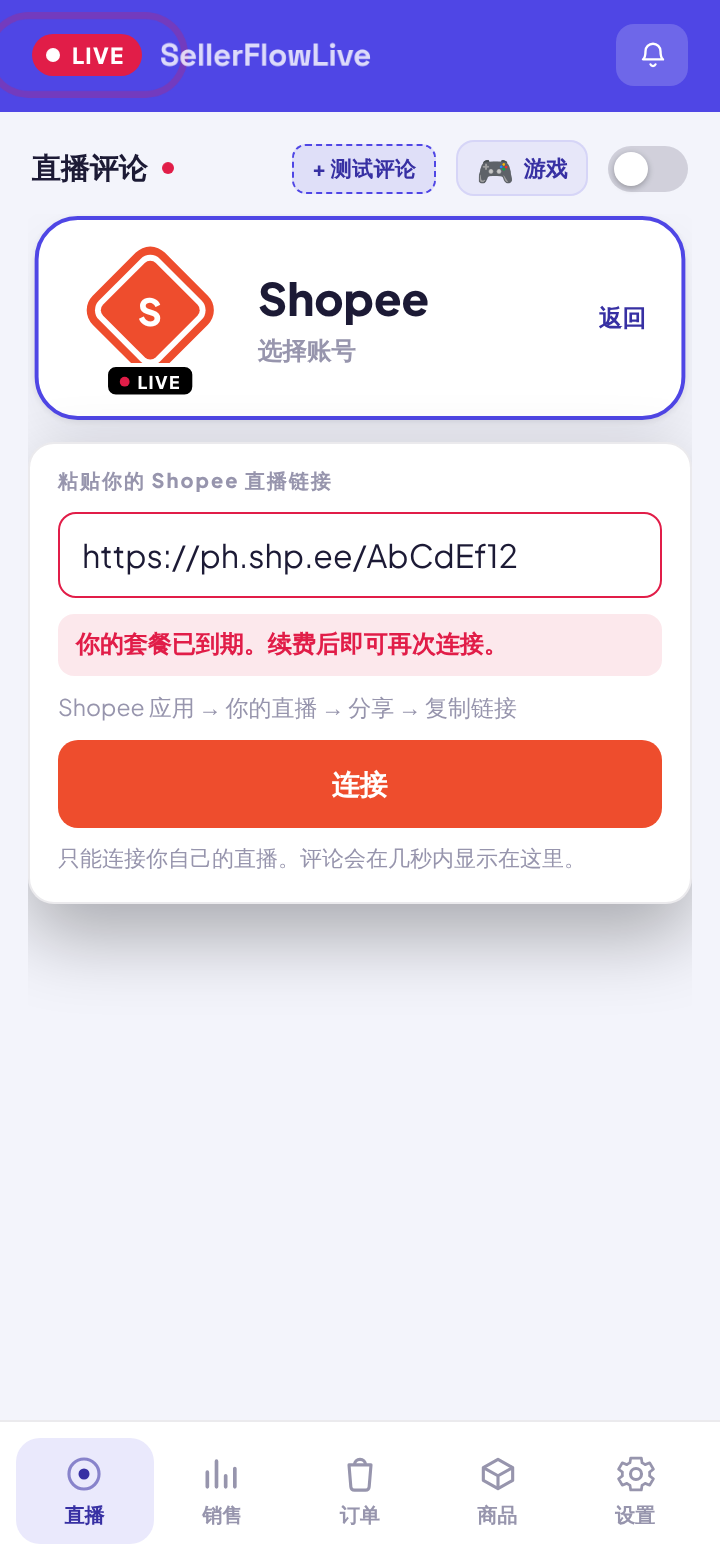 LIVE SellerFlowLive
直播评论
+ 测试评论
游戏
S
LIVE
Shopee
选择账号
返回
粘贴你的 Shopee 直播链接
https://ph.shp.ee/AbCdEf12
你的套餐已到期。续费后即可再次连接。
Shopee 应用 → 你的直播 → 分享 → 复制链接
连接
只能连接你自己的直播。评论会在几秒内显示在这里。
直播
销售
订单
商品
设置